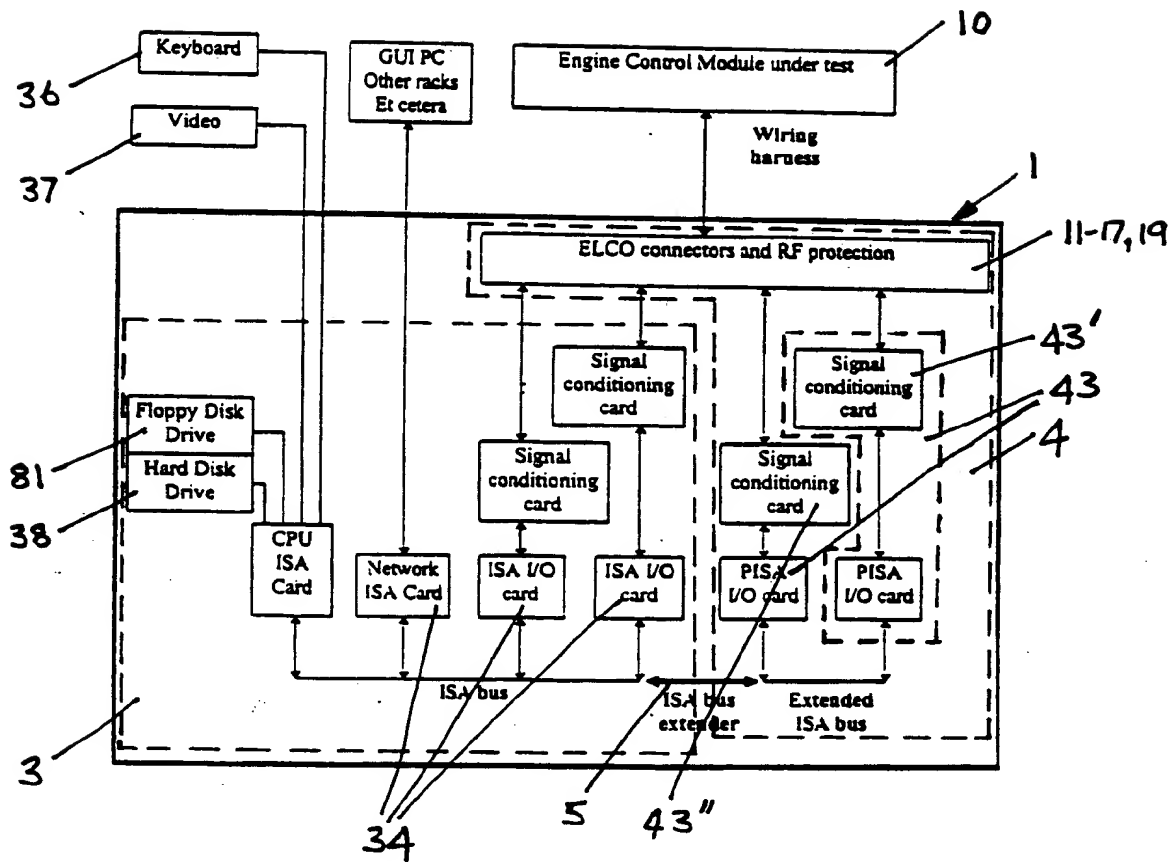 Keyboard
36
Video
37
GUI PC
Other racks
Et cetera
Engine Control Module under test
10
Wiring
harness
1
ELCO connectors and RF protection
11-17, 19
Signal
conditioning
card
Signal
conditioning
card
43'
43
4
Floppy Disk
Drive
81
Hard Disk
Drive
38
Signal
conditioning
card
Signal
conditioning
card
CPU
ISA
Card
Network
ISA Card
ISA I/O
card
ISA I/O
card
PISA
I/O card
PISA
I/O card
ISA bus
ISA bus
extender
Extended
ISA bus
3
34
5
43"